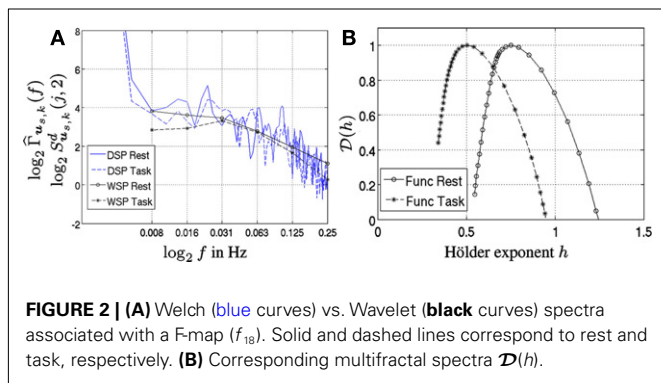 A
B
log₂ Γ̂_{u_{s,k}}(f)
log₂ S^d_{u_{s,k}}(j, 2)
8
6
4
2
0
-2
DSP Rest
DSP Task
WSP Rest
WSP Task
0.008 0.016 0.031 0.063 0.125 0.25
log₂ f in Hz
𝒟(h)
1
0.8
0.6
0.4
0.2
0
Func Rest
Func Task
0 0.5 1 1.5
Hölder exponent h
FIGURE 2 | (A) Welch (blue curves) vs. Wavelet (black curves) spectra
associated with a F-map (f₁₈). Solid and dashed lines correspond to rest and
task, respectively. (B) Corresponding multifractal spectra 𝓓(h).